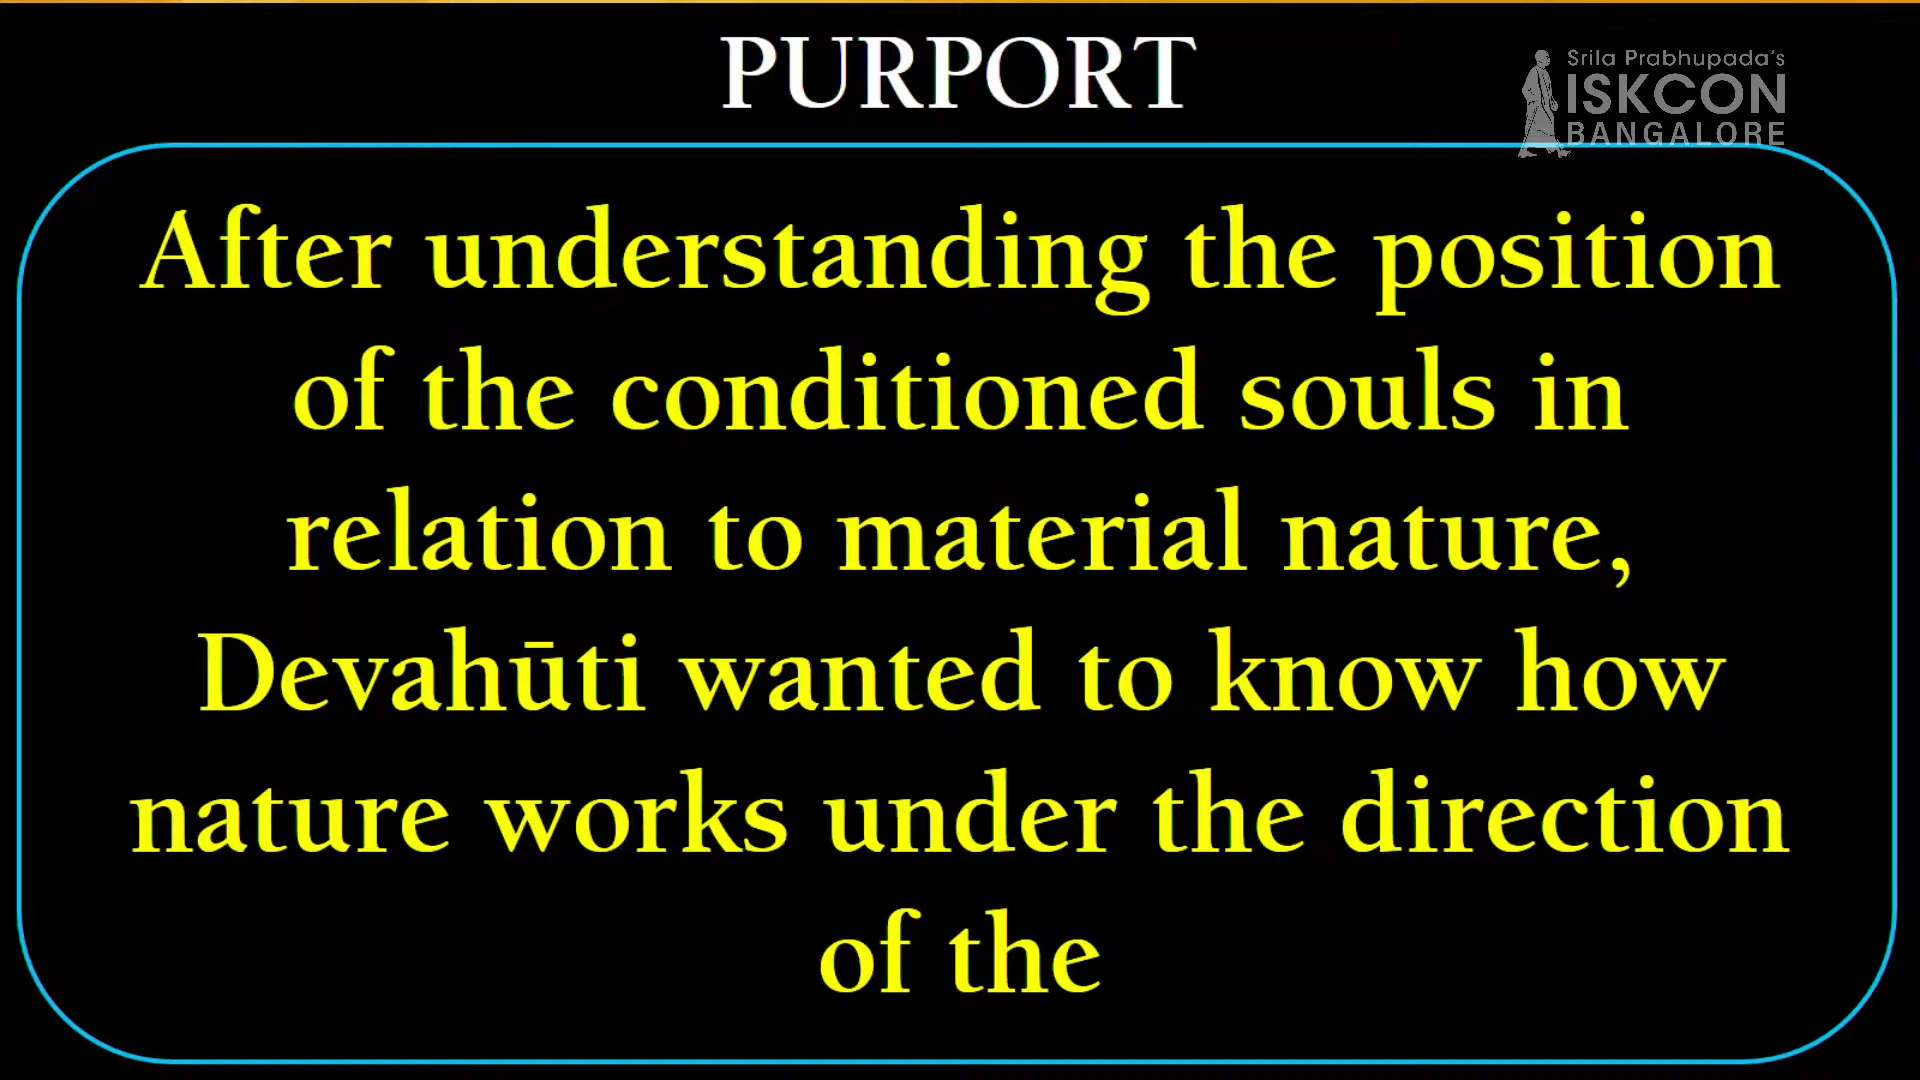 PURPORT
Srila Prabhupada's
ISKCON
BANGALORE
After understanding the position
of the conditioned souls in
relation to material nature,
Devahūti wanted to know how
nature works under the direction
of the